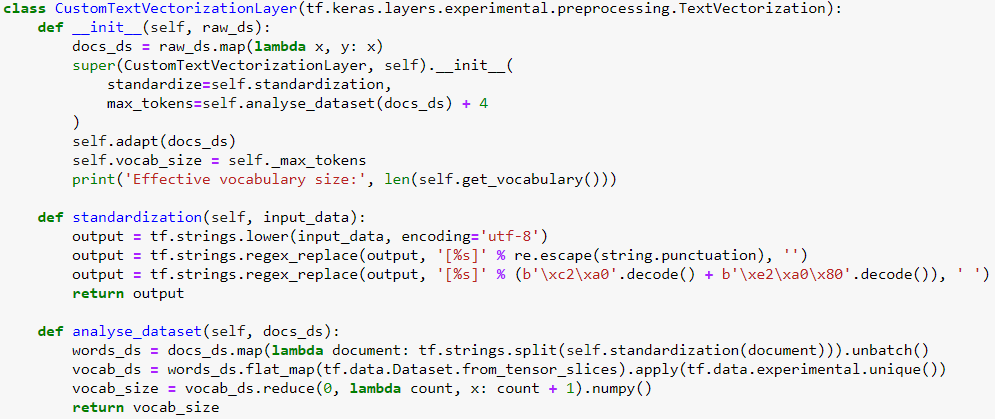 class CustomTextVectorizationLayer(tf.keras.layers.experimental.preprocessing.TextVectorization):
    def __init__(self, raw_ds):
        docs_ds = raw_ds.map(lambda x, y: x)
        super(CustomTextVectorizationLayer, self).__init__(
            standardize=self.standardization,
            max_tokens=self.analyse_dataset(docs_ds) + 4
        )
        self.adapt(docs_ds)
        self.vocab_size = self._max_tokens
        print('Effective vocabulary size:', len(self.get_vocabulary()))

    def standardization(self, input_data):
        output = tf.strings.lower(input_data, encoding='utf-8')
        output = tf.strings.regex_replace(output, '[%s]' % re.escape(string.punctuation), '')
        output = tf.strings.regex_replace(output, '[%s]' % (b'\xc2\xa0'.decode() + b'\xe2\xa0\x80'.decode()), ' ')
        return output

    def analyse_dataset(self, docs_ds):
        words_ds = docs_ds.map(lambda document: tf.strings.split(self.standardization(document))).unbatch()
        vocab_ds = words_ds.flat_map(tf.data.Dataset.from_tensor_slices).apply(tf.data.experimental.unique())
        vocab_size = vocab_ds.reduce(0, lambda count, x: count + 1).numpy()
        return vocab_size